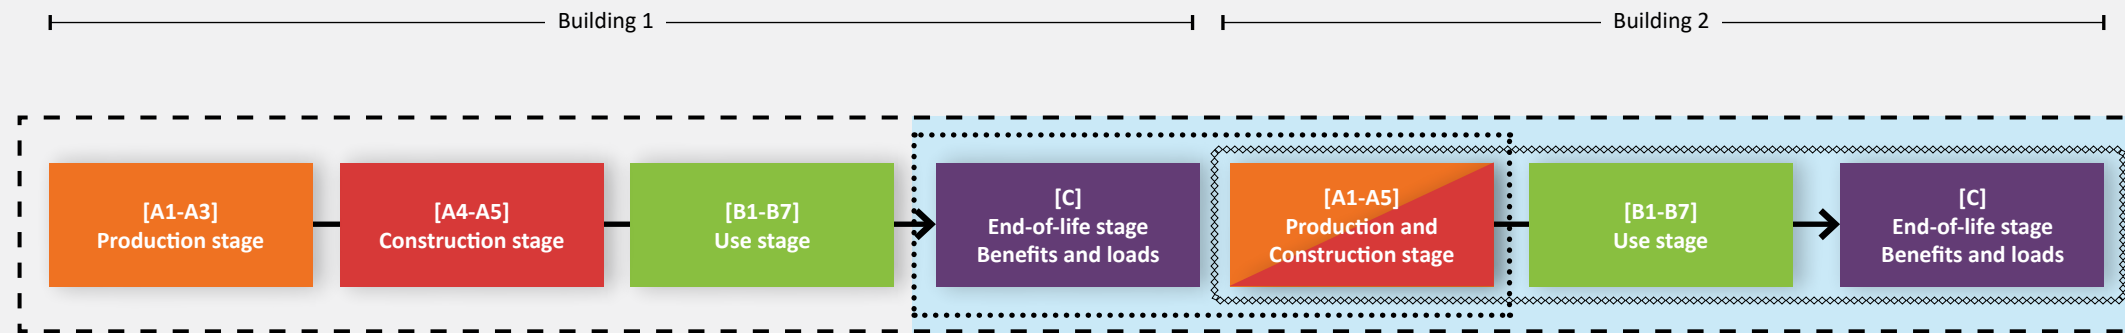 Building 1
Building 2
[A1-A3]
Production stage
[A4-A5]
Construction stage
[B1-B7]
Use stage
[C]
End-of-life stage
Benefits and loads
[A1-A5]
Production and
Construction stage
[B1-B7]
Use stage
[C]
End-of-life stage
Benefits and loads